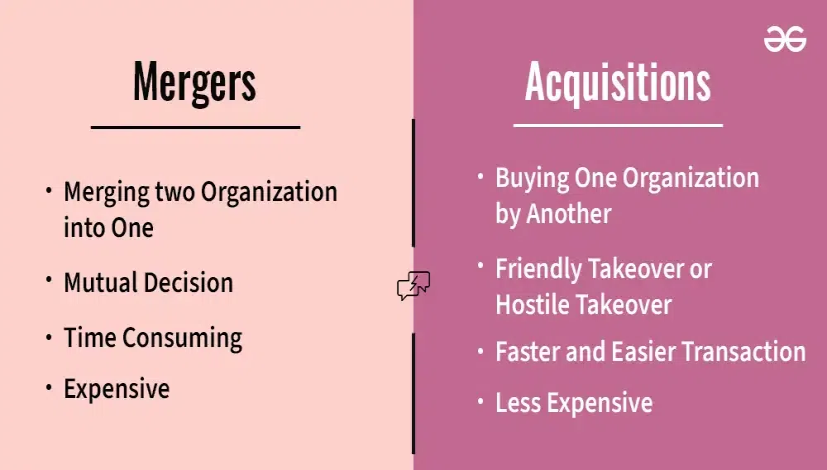 Mergers
• Merging two Organization
into One
• Mutual Decision
• Time Consuming
• Expensive
Acquisitions
• Buying One Organization
by Another
• Friendly Takeover or
Hostile Takeover
• Faster and Easier Transaction
• Less Expensive